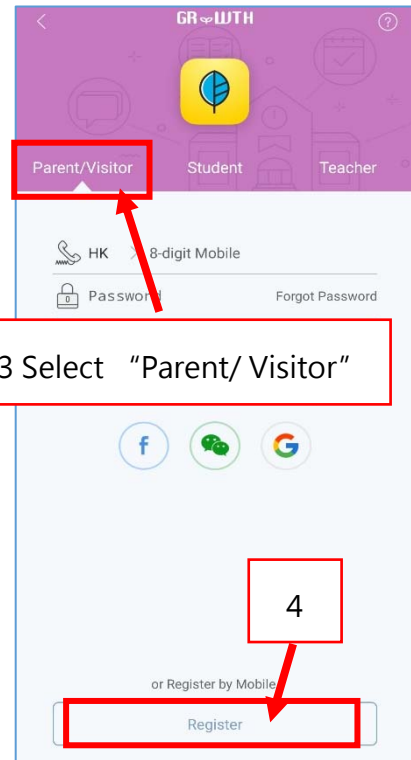 GROWTH
Parent/Visitor Student Teacher
HK 8-digit Mobile
Password Forgot Password
3 Select “Parent/ Visitor”
f G
4
or Register by Mobile
Register